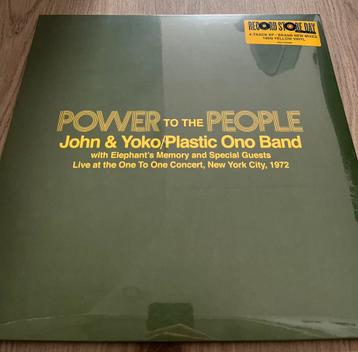 RECORD STORE DAY
4-TRACK EP / BRAND NEW MIXES
180G YELLOW VINYL
POWER TO THE PEOPLE
John & Yoko/Plastic Ono Band
with Elephant's Memory and Special Guests
Live at the One To One Concert, New York City, 1972